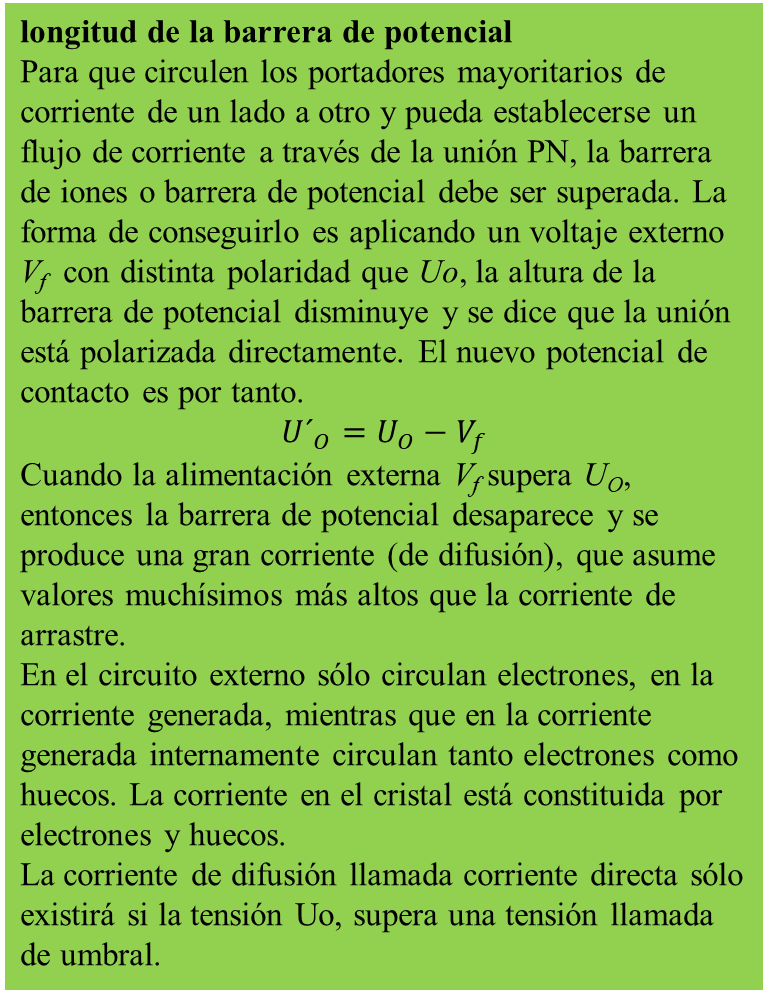 longitud de la barrera de potencial
Para que circulen los portadores mayoritarios de
corriente de un lado a otro y pueda establecerse un
flujo de corriente a través de la unión PN, la barrera
de iones o barrera de potencial debe ser superada. La
forma de conseguirlo es aplicando un voltaje externo
Vf con distinta polaridad que Uo, la altura de la
barrera de potencial disminuye y se dice que la unión
está polarizada directamente. El nuevo potencial de
contacto es por tanto.
U´O = UO − Vf
Cuando la alimentación externa Vf supera UO,
entonces la barrera de potencial desaparece y se
produce una gran corriente (de difusión), que asume
valores muchísimos más altos que la corriente de
arrastre.
En el circuito externo sólo circulan electrones, en la
corriente generada, mientras que en la corriente
generada internamente circulan tanto electrones como
huecos. La corriente en el cristal está constituida por
electrones y huecos.
La corriente de difusión llamada corriente directa sólo
existirá si la tensión Uo, supera una tensión llamada
de umbral.